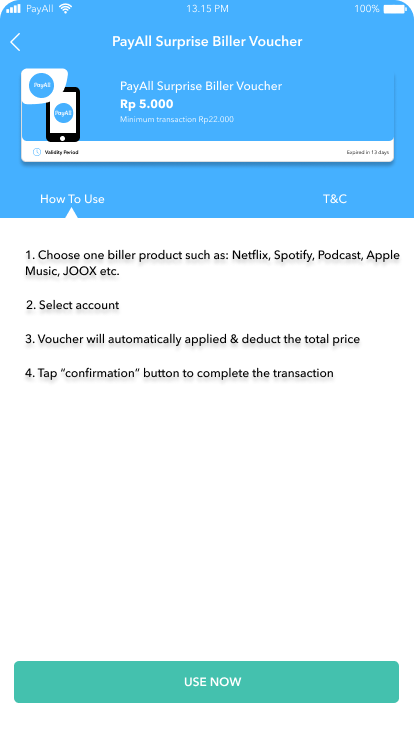 PayAll 13.15 PM 100%
PayAll Surprise Biller Voucher
PayAll
PayAll
PayAll Surprise Biller Voucher
Rp 5.000
Minimum transaction Rp22.000
Validity Period Expired in 13 days
How To Use T&C
1. Choose one biller product such as: Netflix, Spotify, Podcast, Apple
Music, JOOX etc.
2. Select account
3. Voucher will automatically applied & deduct the total price
4. Tap “confirmation” button to complete the transaction
USE NOW